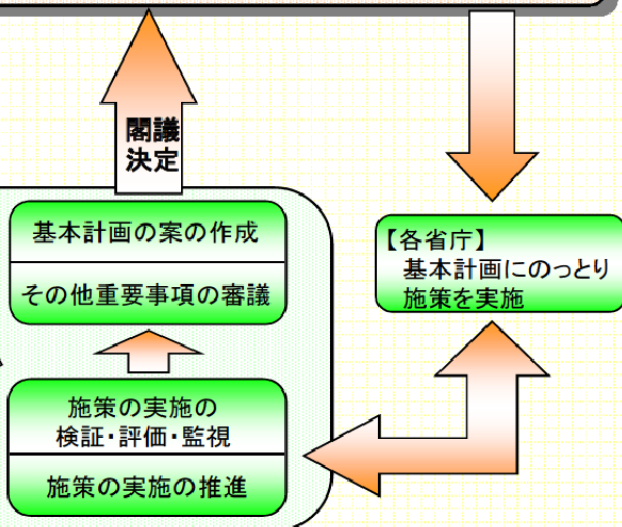 閣議
決定
基本計画の案の作成
その他重要事項の審議
【各省庁】
基本計画にのっとり
施策を実施
施策の実施の
検証・評価・監視
施策の実施の推進